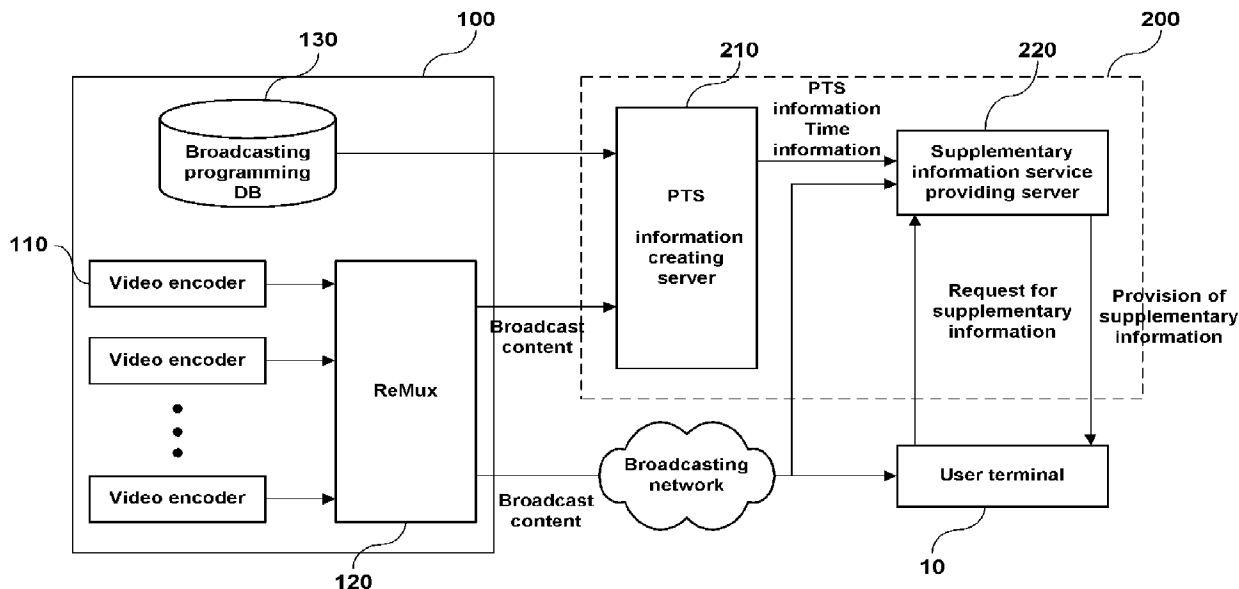 100
200
130
210
220
Broadcasting
programming
DB
PTS
information
Time
information
Supplementary
information service
providing server
PTS
information
creating
server
110
Video encoder
Video encoder
Video encoder
ReMux
Broadcast
content
Request for
supplementary
information
Provision of
supplementary
information
Broadcasting
network
Broadcast
content
User terminal
120
10